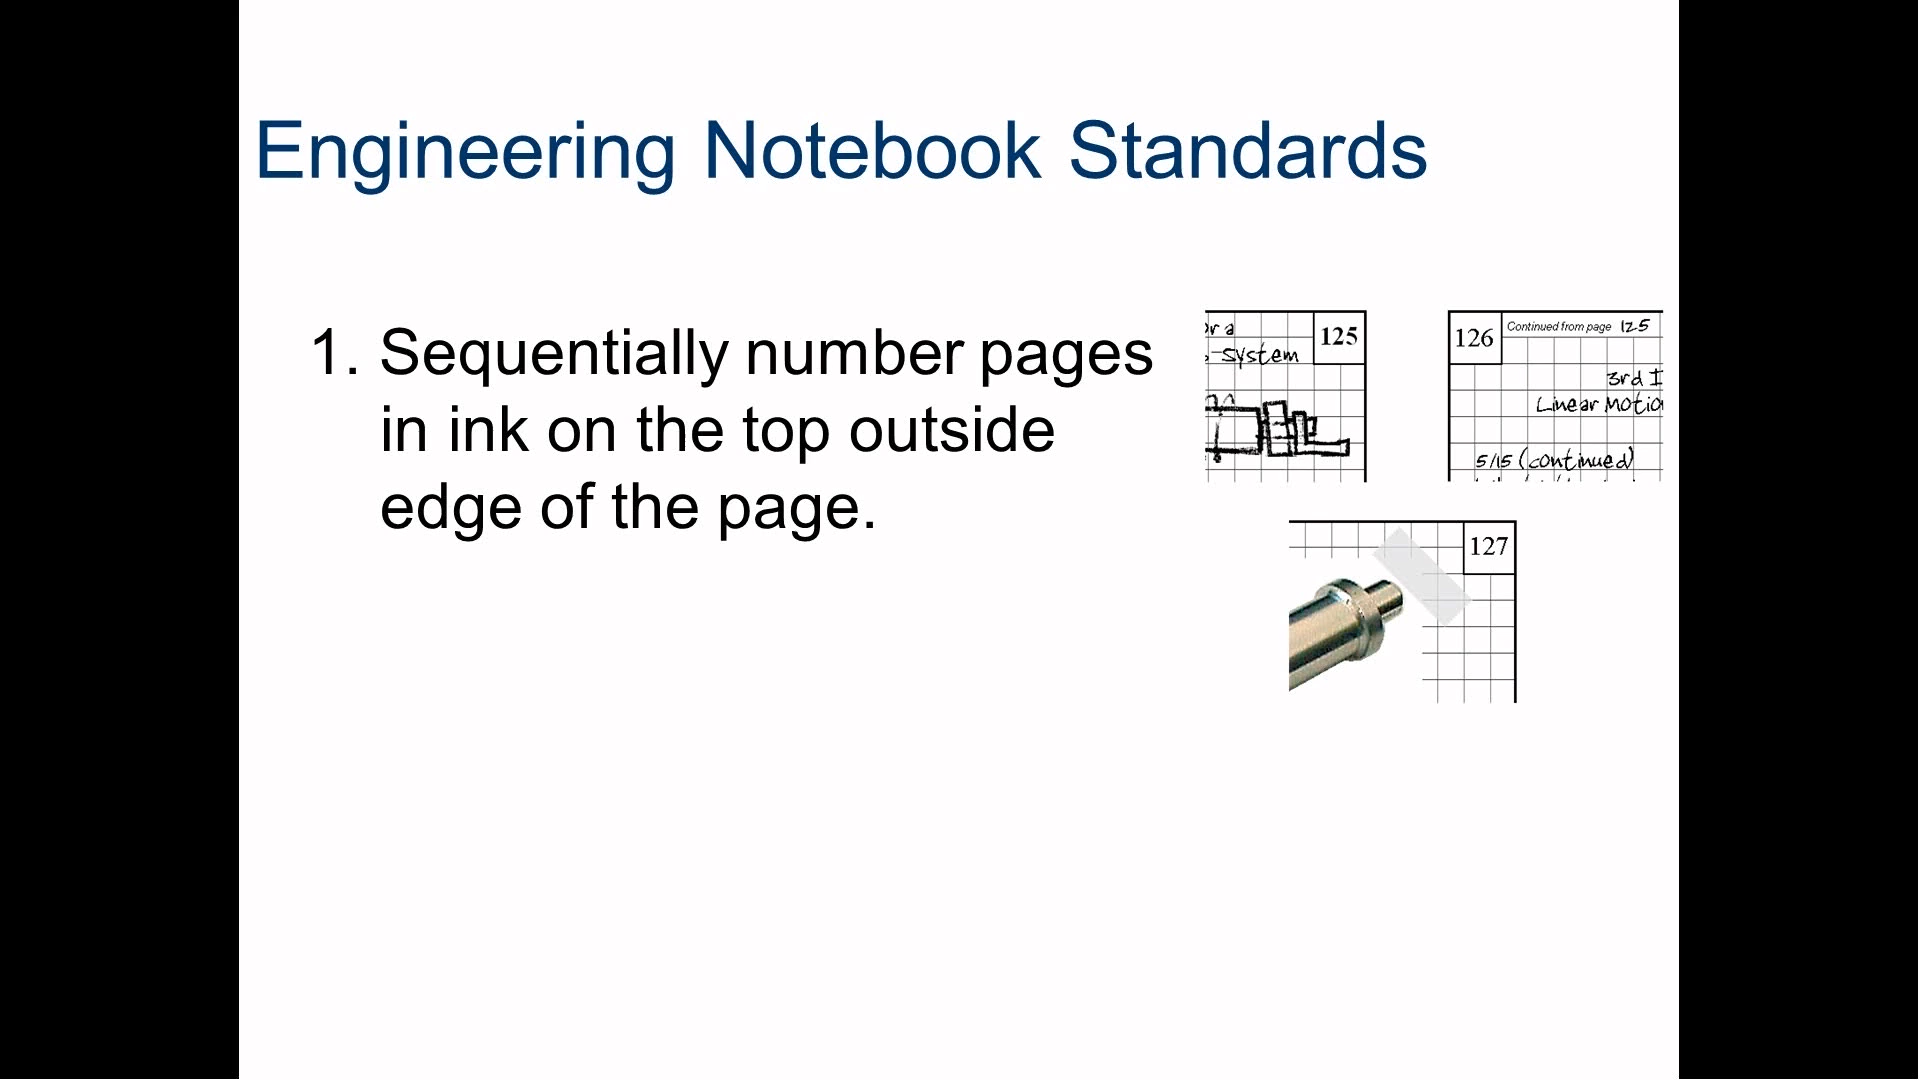 Engineering Notebook Standards
1. Sequentially number pages
in ink on the top outside
edge of the page.
or a
125
system
126
Continued from page 125
3rd
Linear
5/15 (continued)
127